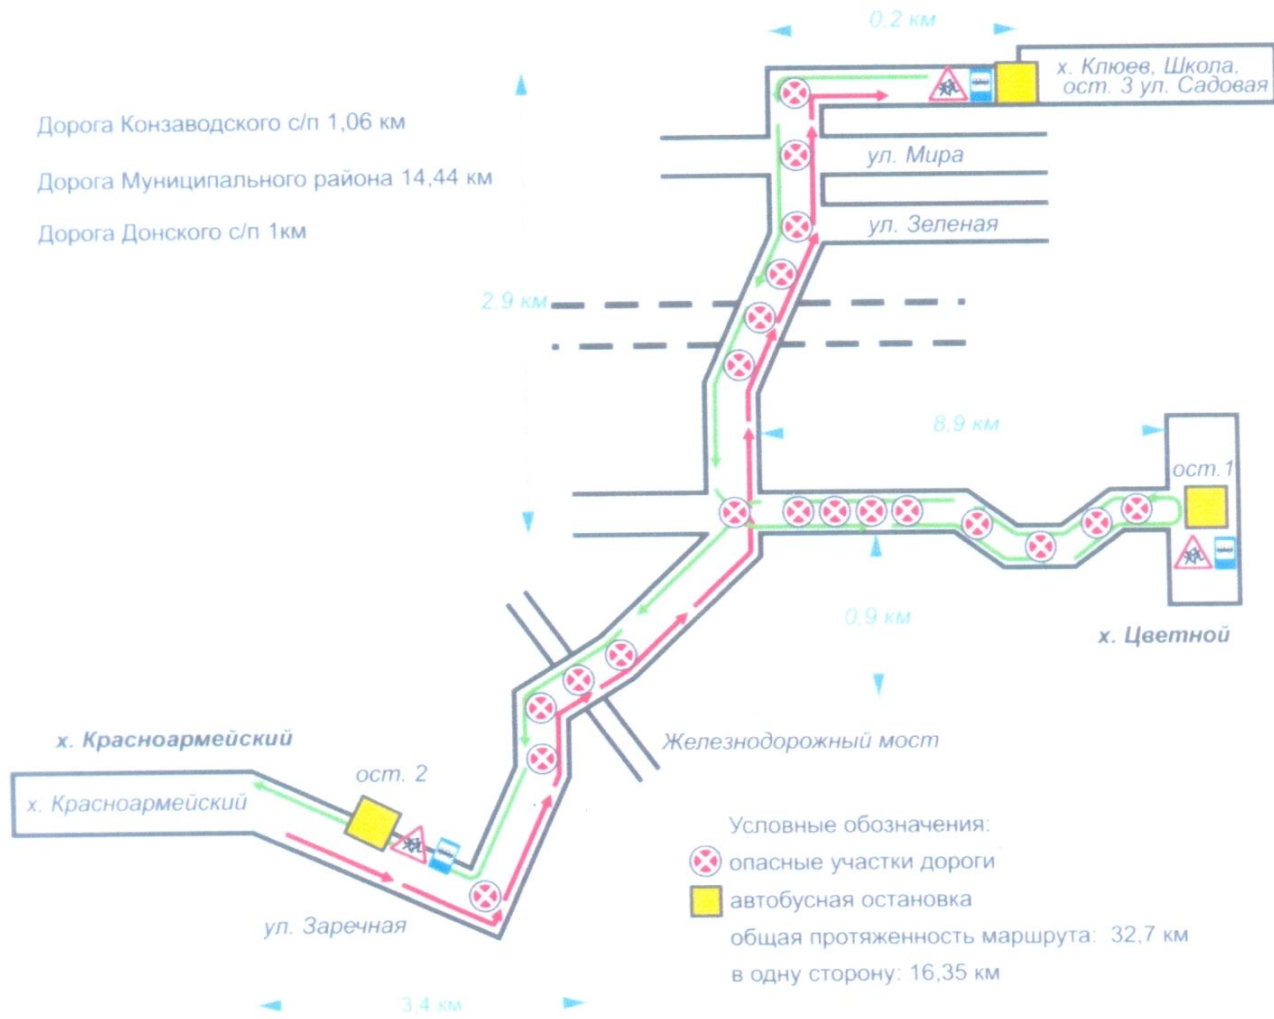 0,2 км
х. Клюев, Школа,
ост. 3 ул. Садовая
Дорога Конзаводского с/п 1,06 км
ул. Мира
Дорога Муниципального района 14,44 км
ул. Зеленая
Дорога Донского с/п 1км
2,9 км
8,9 км
ост.1
0,9 км
х. Цветной
х. Красноармейский
Железнодорожный мост
ост. 2
х. Красноармейский
Условные обозначения:
опасные участки дороги
автобусная остановка
ул. Заречная
общая протяженность маршрута: 32,7 км
в одну сторону: 16,35 км
3,4 км